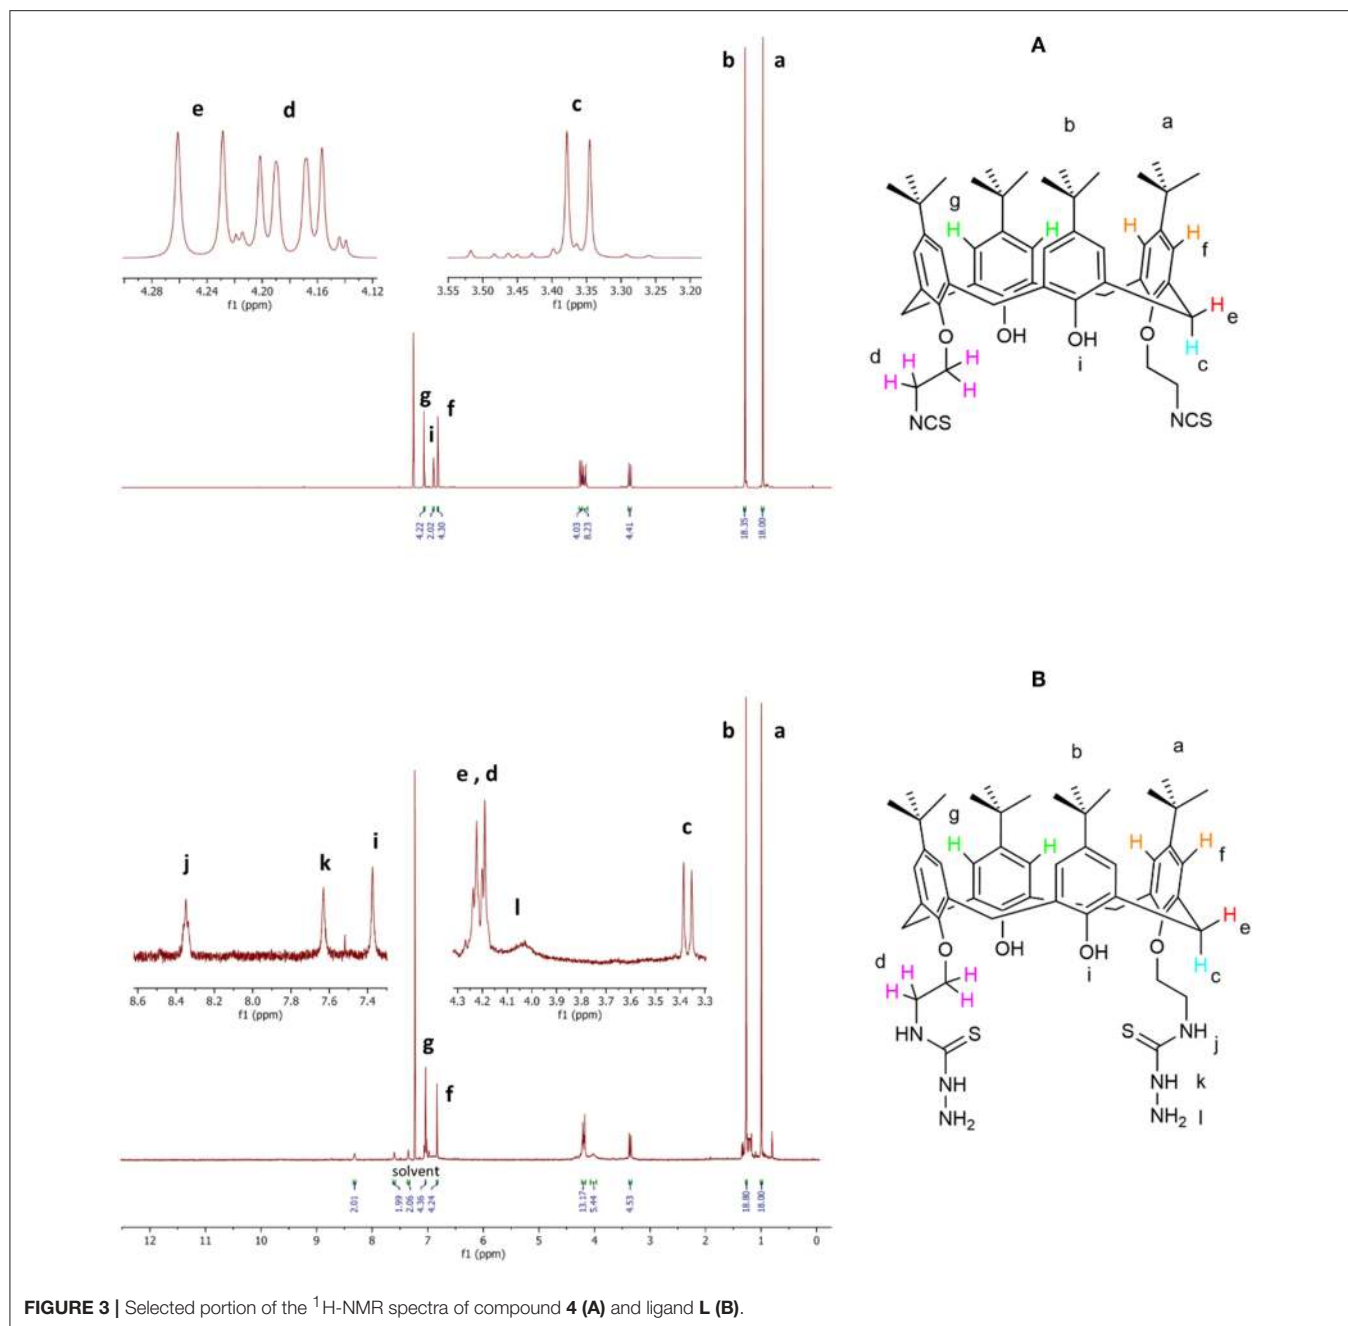 A
b a
e d
c
4.28 4.24 4.20 4.16 4.12
f1 (ppm)
3.55 3.50 3.45 3.40 3.35 3.30 3.25 3.20
f1 (ppm)
g
i
f
4.22
2.02
4.30
4.03
8.23
4.41
18.35
18.00
b
a
g
H H
H H
f
OH
OH
i
O
O
H
e
H
c
d
H H
H H
NCS
NCS
B
b a
e , d
c
l
j
k
i
8.6 8.4 8.2 8.0 7.8 7.6 7.4
f1 (ppm)
4.3 4.2 4.1 4.0 3.9 3.8 3.7 3.6 3.5 3.4 3.3
f1 (ppm)
g
f
solvent
2.01
1.99
2.06
4.36
4.24
13.17
5.44
4.53
18.80
18.00
12 11 10 9 8 7 6 5 4 3 2 1 0
f1 (ppm)
b
a
g
H H
H H
f
OH
OH
i
O
O
H
e
H
c
d
H H
H H
HN
S
NH
NH2
S
NH
j
NH k
NH2 l
FIGURE 3 | Selected portion of the 1H-NMR spectra of compound 4 (A) and ligand L (B).